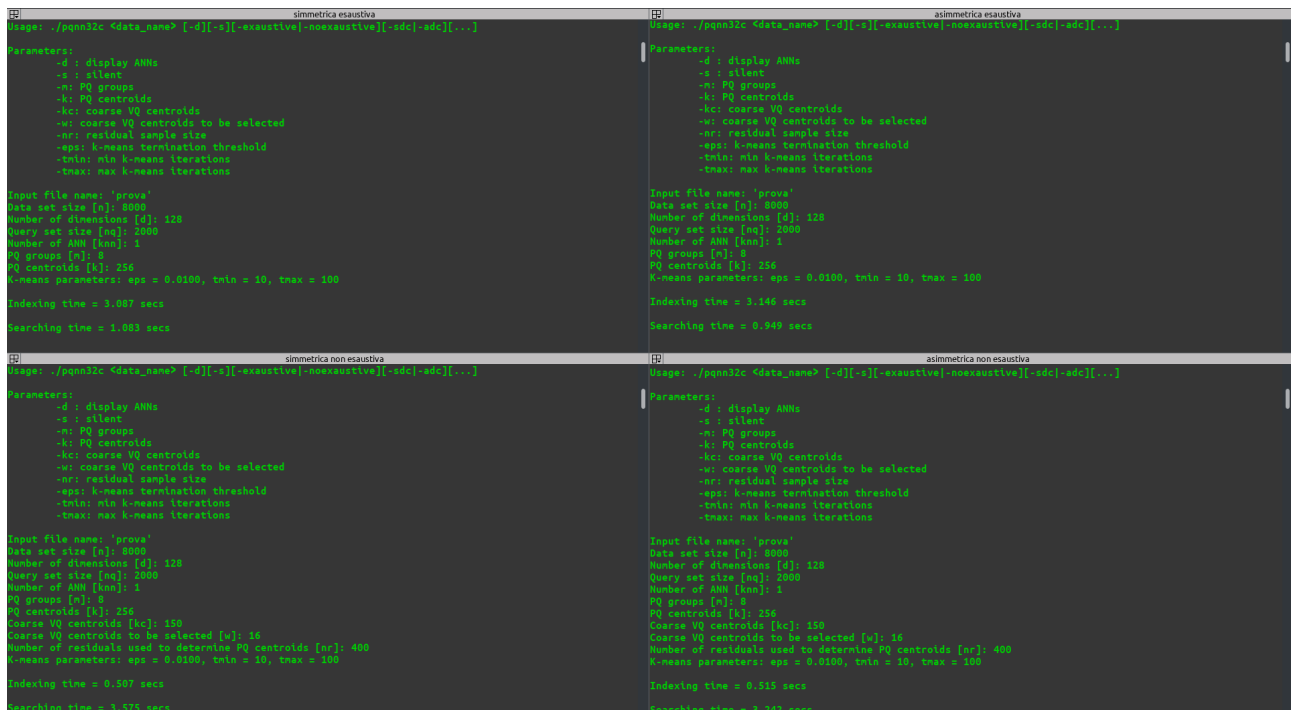 simmetrica esaustiva
Usage: ./pqnn32c <data_name> [-d][-s][-exaustive|-noexaustive][-sdc|-adc][...]
Parameters:
-d : display ANNs
-s : silent
-m: PQ groups
-k: PQ centroids
-kc: coarse VQ centroids
-w: coarse VQ centroids to be selected
-nr: residual sample size
-eps: k-means termination threshold
-tmin: min k-means iterations
-tmax: max k-means iterations
Input file name: 'prova'
Data set size [n]: 8000
Number of dimensions [d]: 128
Query set size [nq]: 2000
Number of ANN [knn]: 1
PQ groups [m]: 8
PQ centroids [k]: 256
K-means parameters: eps = 0.0100, tmin = 10, tmax = 100
Indexing time = 3.087 secs
Searching time = 1.083 secs
asimmetrica esaustiva
Usage: ./pqnn32c <data_name> [-d][-s][-exaustive|-noexaustive][-sdc|-adc][...]
Parameters:
-d : display ANNs
-s : silent
-m: PQ groups
-k: PQ centroids
-kc: coarse VQ centroids
-w: coarse VQ centroids to be selected
-nr: residual sample size
-eps: k-means termination threshold
-tmin: min k-means iterations
-tmax: max k-means iterations
Input file name: 'prova'
Data set size [n]: 8000
Number of dimensions [d]: 128
Query set size [nq]: 2000
Number of ANN [knn]: 1
PQ groups [m]: 8
PQ centroids [k]: 256
K-means parameters: eps = 0.0100, tmin = 10, tmax = 100
Indexing time = 3.146 secs
Searching time = 0.949 secs
simmetrica non esaustiva
Usage: ./pqnn32c <data_name> [-d][-s][-exaustive|-noexaustive][-sdc|-adc][...]
Parameters:
-d : display ANNs
-s : silent
-m: PQ groups
-k: PQ centroids
-kc: coarse VQ centroids
-w: coarse VQ centroids to be selected
-nr: residual sample size
-eps: k-means termination threshold
-tmin: min k-means iterations
-tmax: max k-means iterations
Input file name: 'prova'
Data set size [n]: 8000
Number of dimensions [d]: 128
Query set size [nq]: 2000
Number of ANN [knn]: 1
PQ groups [m]: 8
PQ centroids [k]: 256
Coarse VQ centroids [kc]: 150
Coarse VQ centroids to be selected [w]: 16
Number of residuals used to determine PQ centroids [nr]: 400
K-means parameters: eps = 0.0100, tmin = 10, tmax = 100
Indexing time = 0.507 secs
Searching time = 3.575 secs
asimmetrica non esaustiva
Usage: ./pqnn32c <data_name> [-d][-s][-exaustive|-noexaustive][-sdc|-adc][...]
Parameters:
-d : display ANNs
-s : silent
-m: PQ groups
-k: PQ centroids
-kc: coarse VQ centroids
-w: coarse VQ centroids to be selected
-nr: residual sample size
-eps: k-means termination threshold
-tmin: min k-means iterations
-tmax: max k-means iterations
Input file name: 'prova'
Data set size [n]: 8000
Number of dimensions [d]: 128
Query set size [nq]: 2000
Number of ANN [knn]: 1
PQ groups [m]: 8
PQ centroids [k]: 256
Coarse VQ centroids [kc]: 150
Coarse VQ centroids to be selected [w]: 16
Number of residuals used to determine PQ centroids [nr]: 400
K-means parameters: eps = 0.0100, tmin = 10, tmax = 100
Indexing time = 0.515 secs
Searching time = 3.242 secs